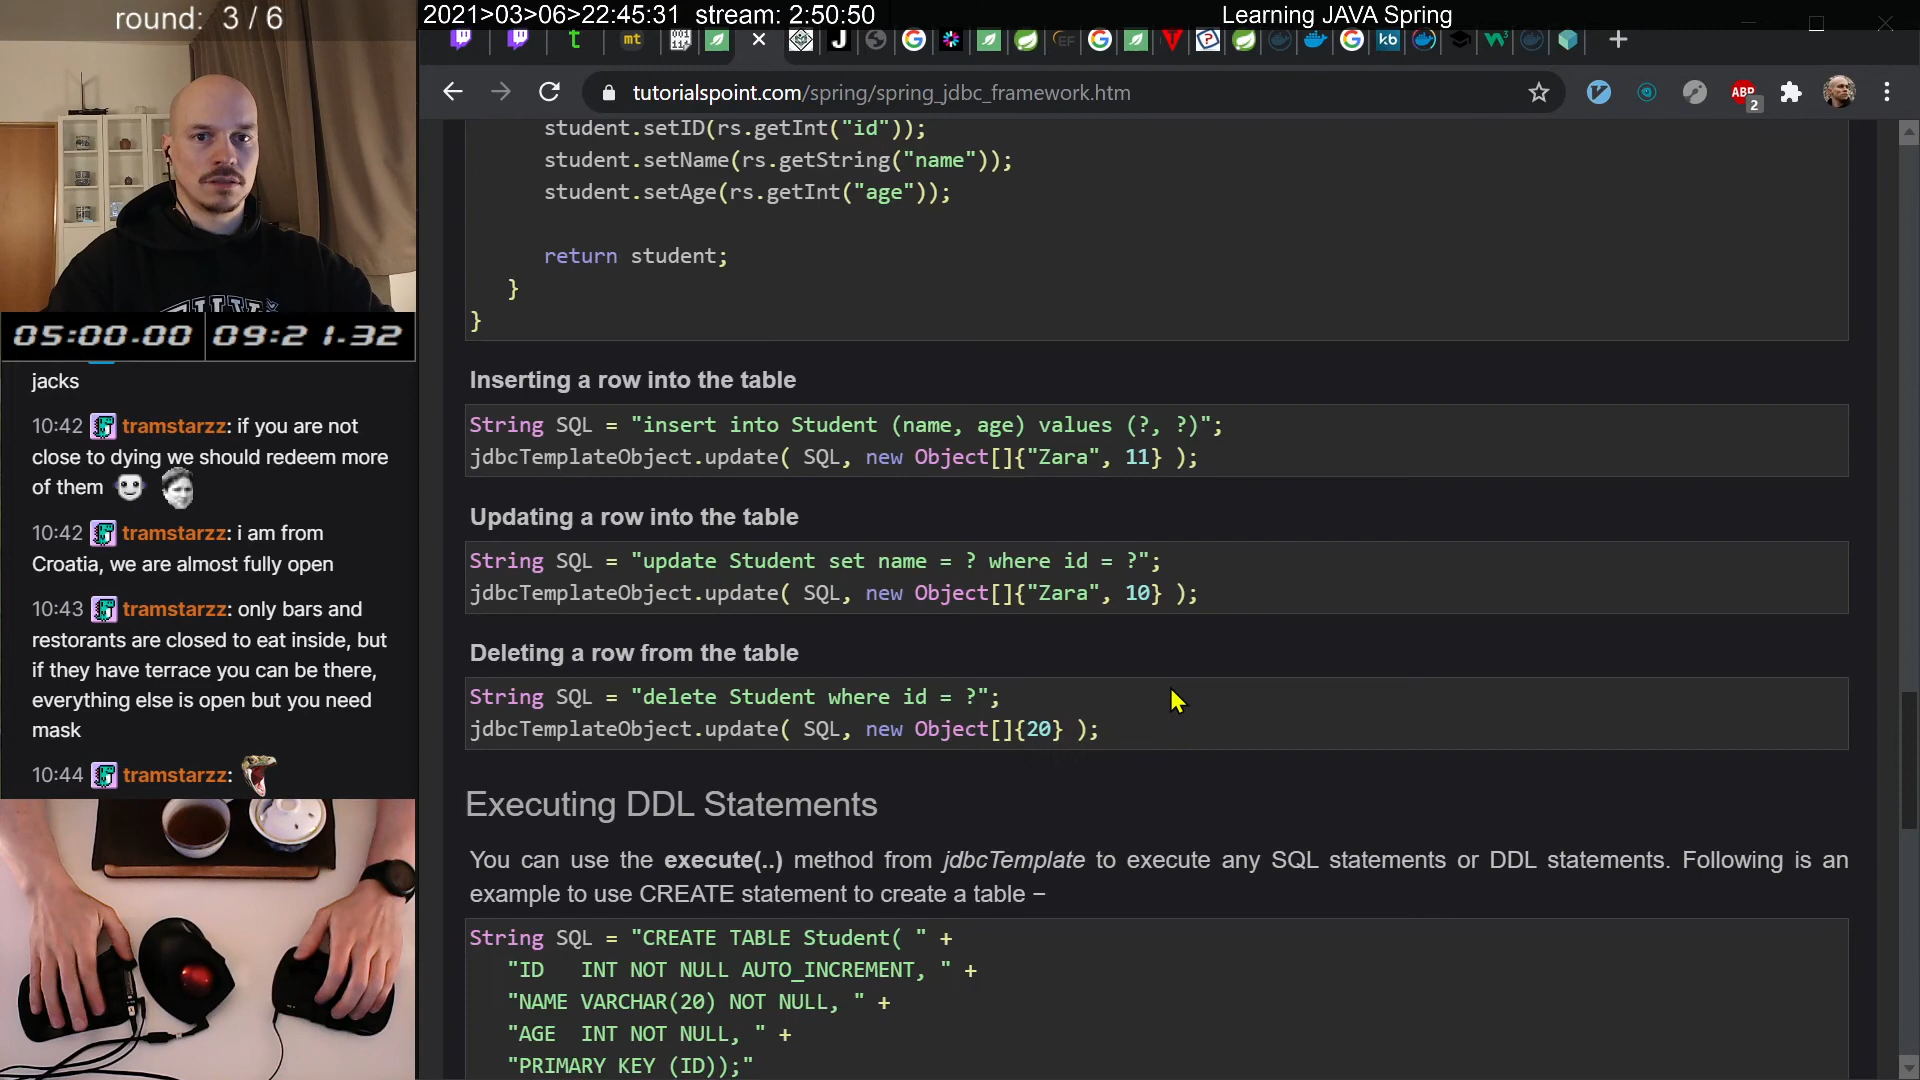 round: 3 / 6
2021>03>06>22:45:31 stream: 2:50:50
Learning JAVA Spring
tutorialspoint.com/spring/spring_jdbc_framework.htm
ABP
2
student.setID(rs.getInt("id"));
student.setName(rs.getString("name"));
student.setAge(rs.getInt("age"));
return student;
}
}
Inserting a row into the table
String SQL = "insert into Student (name, age) values (?, ?)";
jdbcTemplateObject.update( SQL, new Object[]{"Zara", 11} );
Updating a row into the table
String SQL = "update Student set name = ? where id = ?";
jdbcTemplateObject.update( SQL, new Object[]{"Zara", 10} );
Deleting a row from the table
String SQL = "delete Student where id = ?";
jdbcTemplateObject.update( SQL, new Object[]{20} );
Executing DDL Statements
You can use the execute(..) method from jdbcTemplate to execute any SQL statements or DDL statements. Following is an
example to use CREATE statement to create a table −
String SQL = "CREATE TABLE Student( " +
"ID   INT NOT NULL AUTO_INCREMENT, " +
"NAME VARCHAR(20) NOT NULL, " +
"AGE  INT NOT NULL, " +
"PRIMARY KEY (ID));"
05:00.00 09:21.32
jacks
10:42 tramstarzz: if you are not
close to dying we should redeem more
of them
10:42 tramstarzz: i am from
Croatia, we are almost fully open
10:43 tramstarzz: only bars and
restorants are closed to eat inside, but
if they have terrace you can be there,
everything else is open but you need
mask
10:44 tramstarzz: